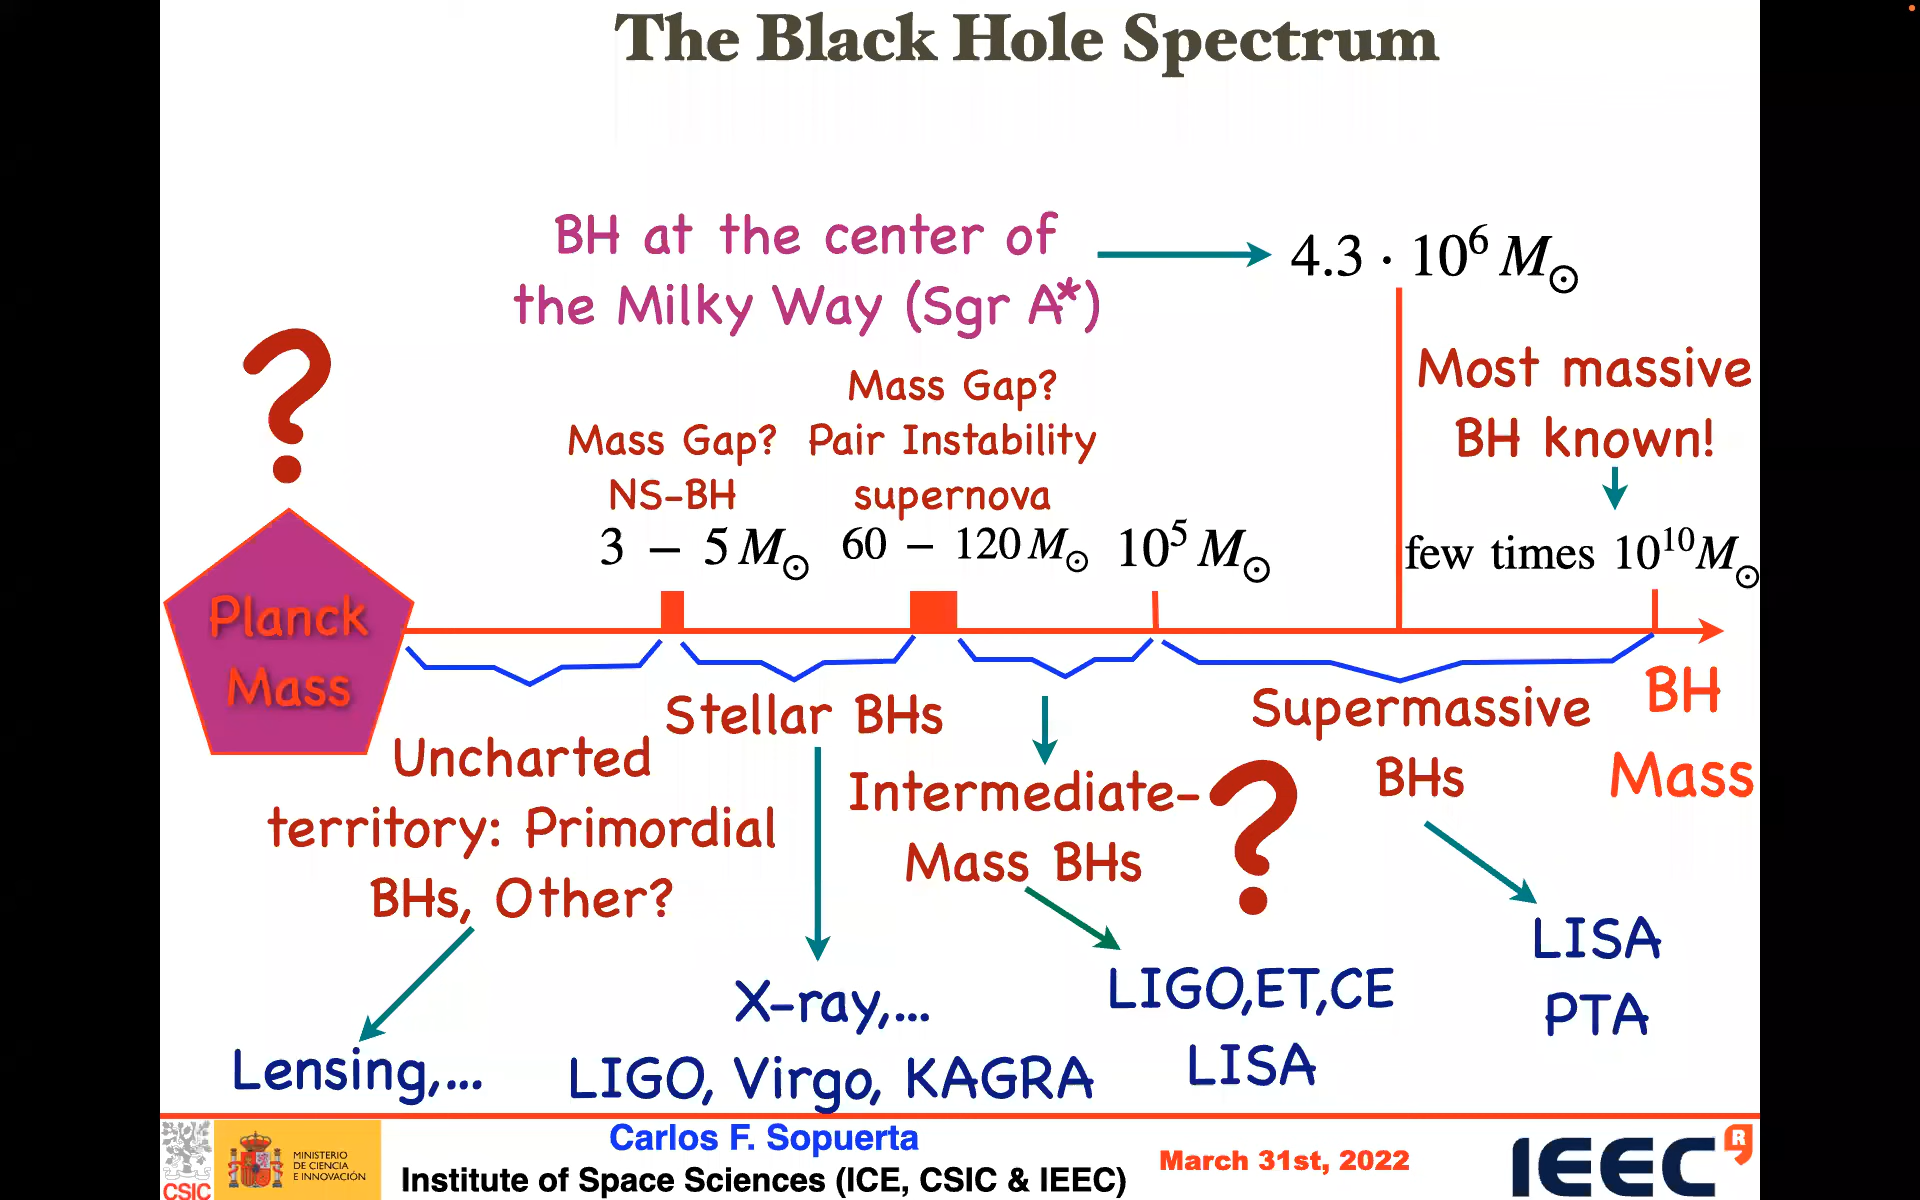 The Black Hole Spectrum
BH at the center of
the Milky Way (Sgr A*)
4.3 · 10⁶ M☉
?
Mass Gap?
NS-BH
3 – 5 M☉
Mass Gap?
Pair Instability
supernova
60 – 120 M☉
10⁵ M☉
Most massive
BH known!
few times 10¹⁰ M☉
Planck
Mass
BH
Mass
Uncharted
territory: Primordial
BHs, Other?
Stellar BHs
Intermediate-
Mass BHs
?
Supermassive
BHs
Lensing,...
X-ray,...
LIGO, Virgo, KAGRA
LIGO,ET,CE
LISA
LISA
PTA
CSIC
MINISTERIO
DE CIENCIA
E INNOVACIÓN
Carlos F. Sopuerta
Institute of Space Sciences (ICE, CSIC & IEEC)
March 31st, 2022
IEEC R